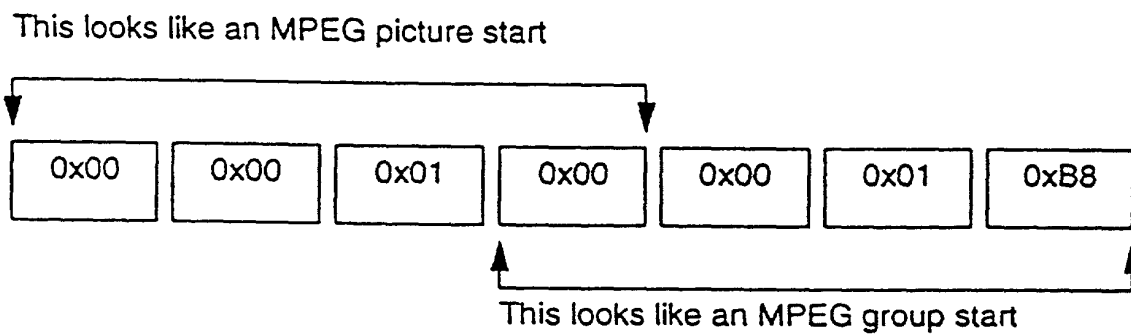 This looks like an MPEG picture start
0x00 0x00 0x01 0x00 0x00 0x01 0xB8
This looks like an MPEG group start